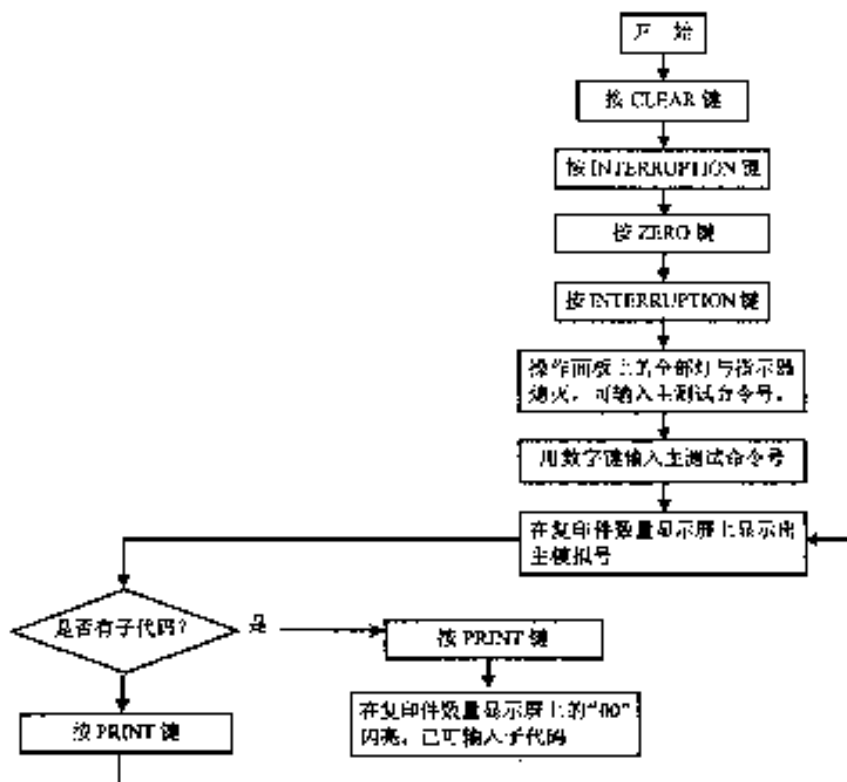 开 始
按 CLEAR 键
按 INTERRUPTION 键
按 ZERO 键
按 INTERRUPTION 键
操作面板上的全部灯与指示器
熄灭，可输入主测试命令号。
用数字键输入主测试命令号
在复印件数量显示屏上显示出
主模拟号
是否有子代码？
是
按 PRINT 键
在复印件数量显示屏上的“00”
闪亮，已可输入子代码
按 PRINT 键